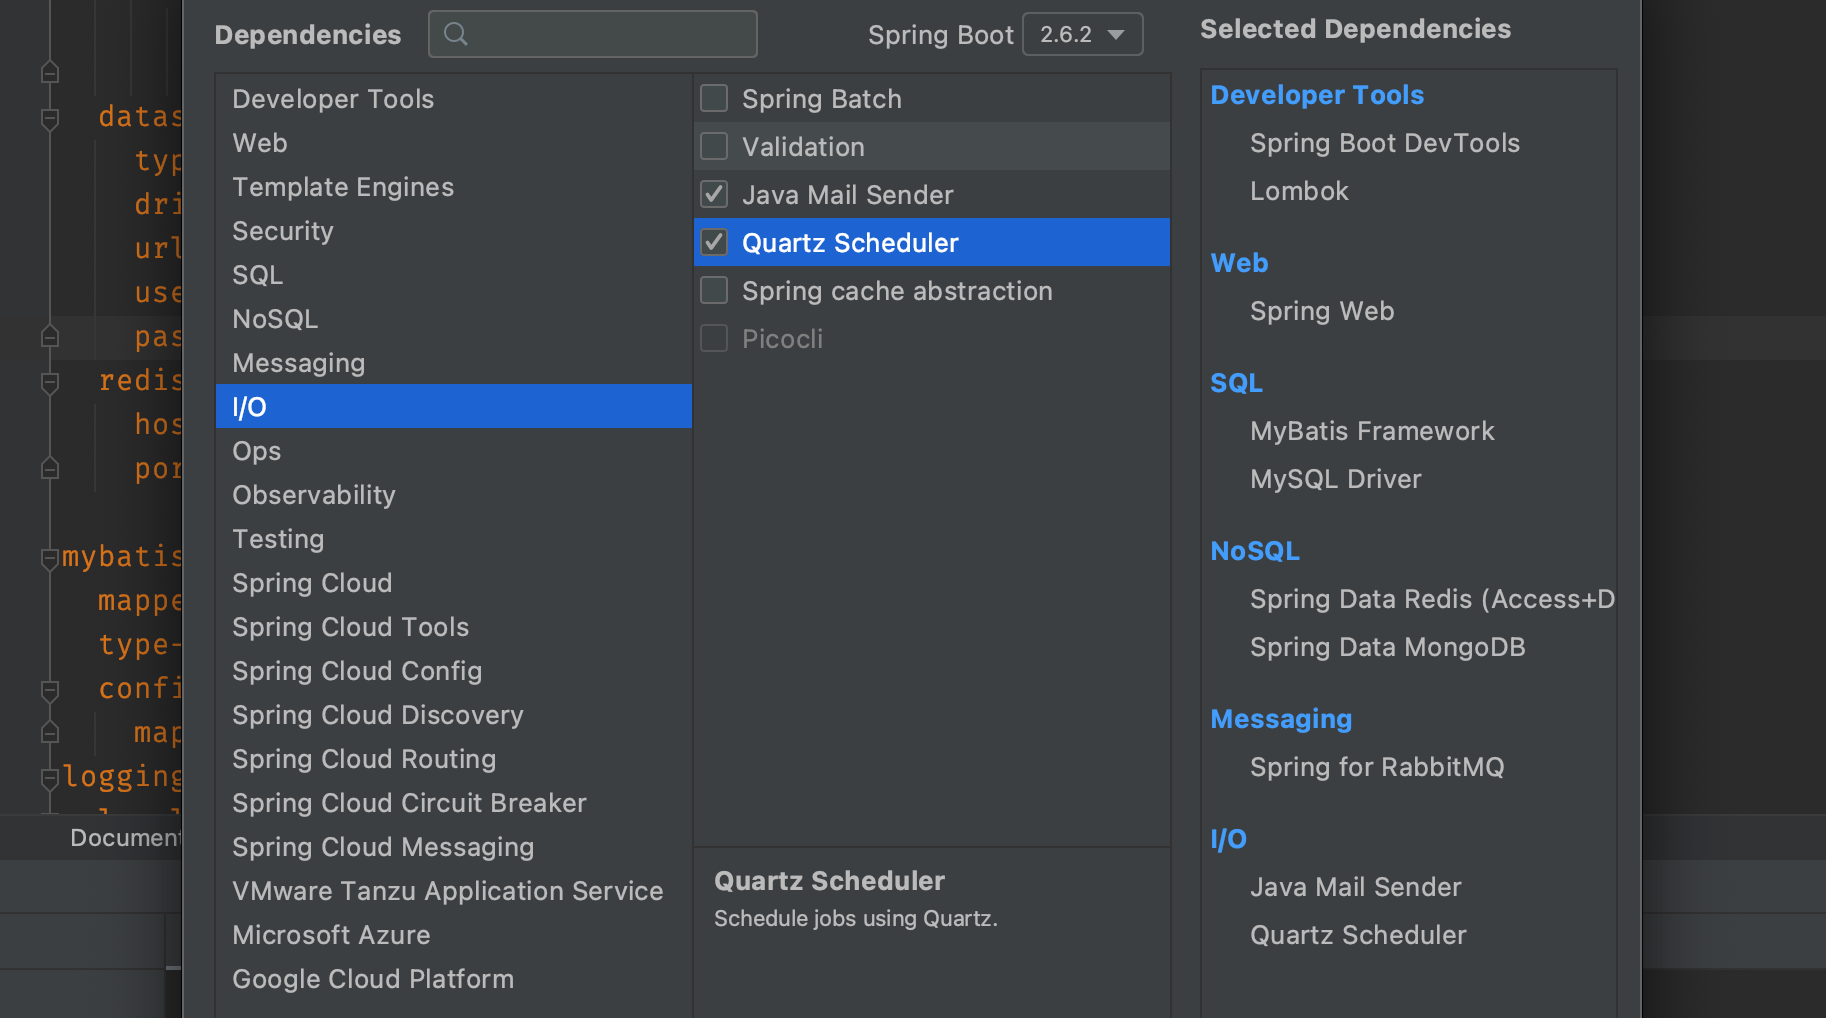 datas
typ
dri
url
use
pas
redis
hos
por
mybatis
mappe
type-
confi
map
logging
Document
Dependencies
Spring Boot 2.6.2
Developer Tools
Web
Template Engines
Security
SQL
NoSQL
Messaging
I/O
Ops
Observability
Testing
Spring Cloud
Spring Cloud Tools
Spring Cloud Config
Spring Cloud Discovery
Spring Cloud Routing
Spring Cloud Circuit Breaker
Spring Cloud Messaging
VMware Tanzu Application Service
Microsoft Azure
Google Cloud Platform
Spring Batch
Validation
Java Mail Sender
Quartz Scheduler
Spring cache abstraction
Picocli
Quartz Scheduler
Schedule jobs using Quartz.
Selected Dependencies
Developer Tools
Spring Boot DevTools
Lombok
Web
Spring Web
SQL
MyBatis Framework
MySQL Driver
NoSQL
Spring Data Redis (Access+D
Spring Data MongoDB
Messaging
Spring for RabbitMQ
I/O
Java Mail Sender
Quartz Scheduler